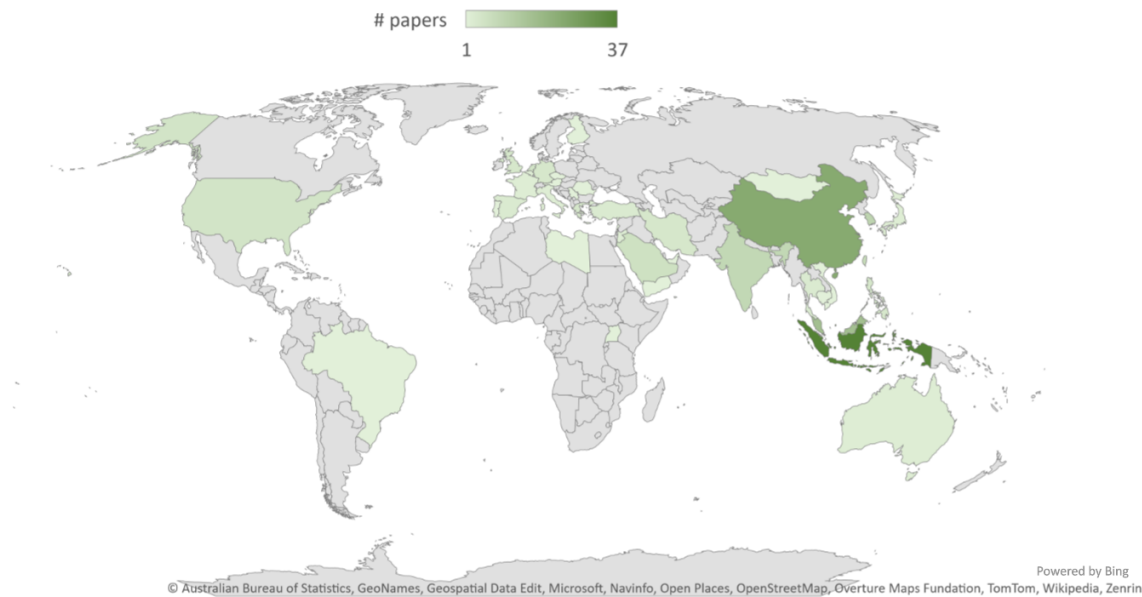 # papers
1 37
Powered by Bing
© Australian Bureau of Statistics, GeoNames, Geospatial Data Edit, Microsoft, Navinfo, Open Places, OpenStreetMap, Overture Maps Fundation, TomTom, Wikipedia, Zenrin